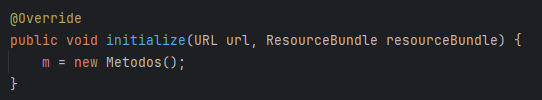 @Override
public void initialize(URL url, ResourceBundle resourceBundle) {
    m = new Metodos();
}